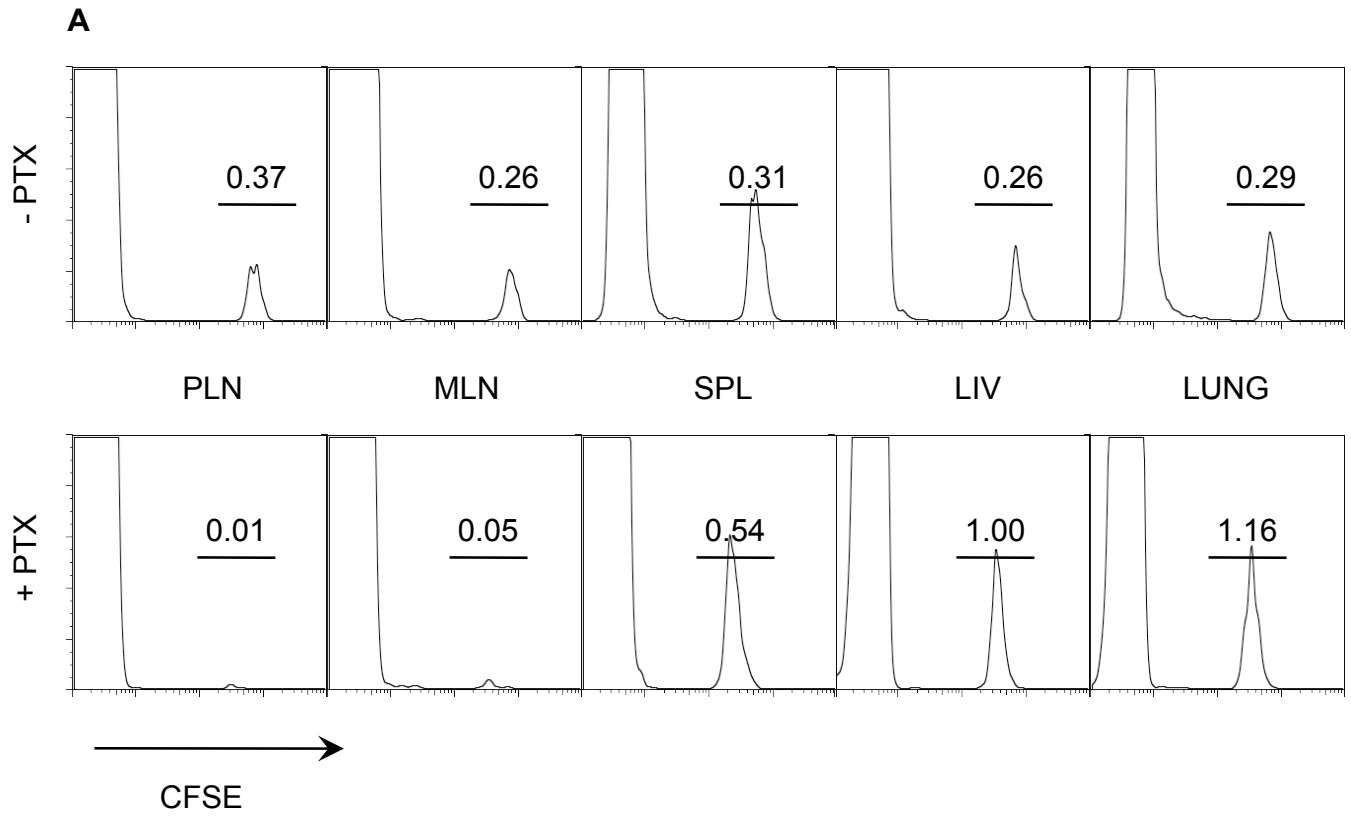 A
- PTX
0.37
0.26
0.31
0.26
0.29
PLN
MLN
SPL
LIV
LUNG
+ PTX
0.01
0.05
0.54
1.00
1.16
CFSE